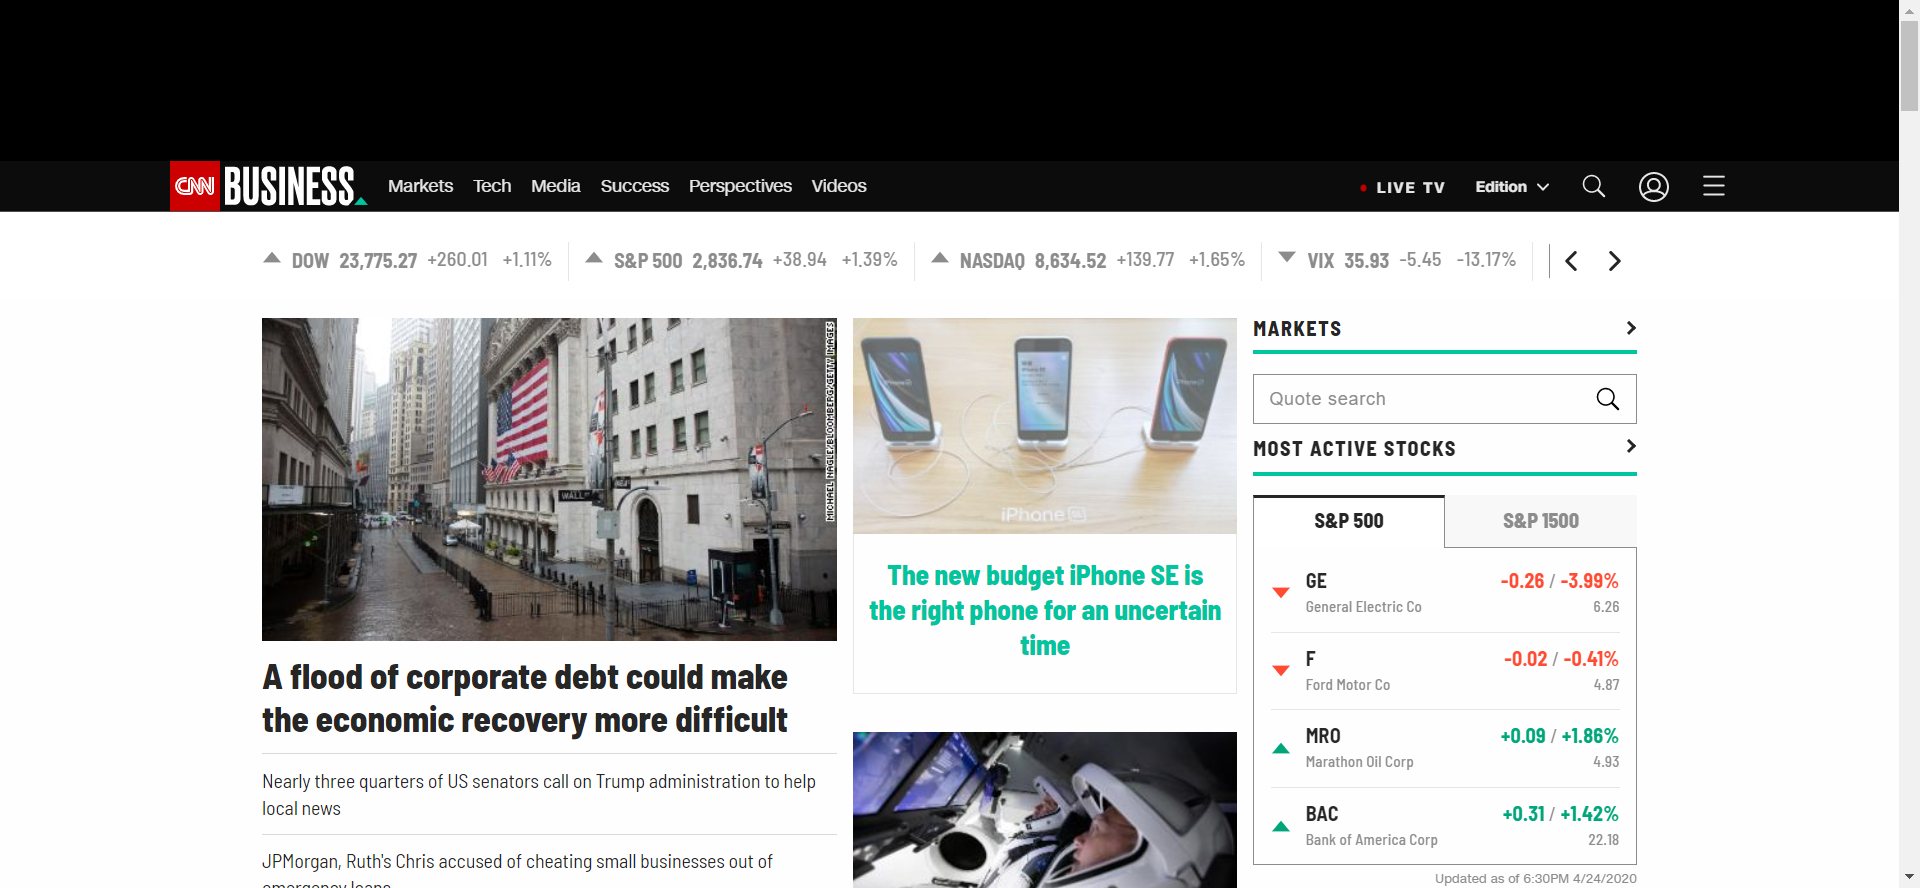 CNN BUSINESS
Markets Tech Media Success Perspectives Videos
LIVE TV Edition
DOW 23,775.27 +260.01 +1.11%
S&P 500 2,836.74 +38.94 +1.39%
NASDAQ 8,634.52 +139.77 +1.65%
VIX 35.93 -5.45 -13.17%
MICHAEL NAGLE/BLOOMBERG/GETTY IMAGES
WALL
A flood of corporate debt could make
the economic recovery more difficult
Nearly three quarters of US senators call on Trump administration to help
local news
JPMorgan, Ruth's Chris accused of cheating small businesses out of
emergency loans
iPhone SE
The new budget iPhone SE is
the right phone for an uncertain
time
MARKETS
Quote search
MOST ACTIVE STOCKS
S&P 500 S&P 1500
GE -0.26 / -3.99%
General Electric Co 6.26
F -0.02 / -0.41%
Ford Motor Co 4.87
MRO +0.09 / +1.86%
Marathon Oil Corp 4.93
BAC +0.31 / +1.42%
Bank of America Corp 22.18
Updated as of 6:30PM 4/24/2020